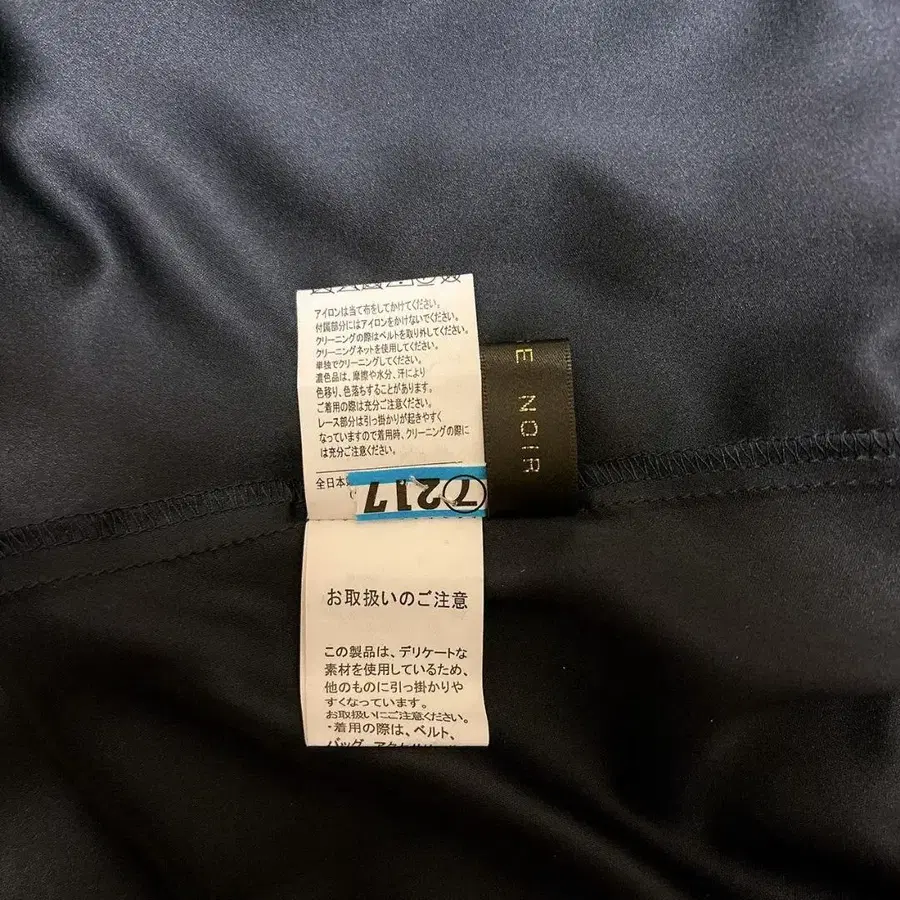 アイロンは当て布をしてかけてください。
付属部分にはアイロンをかけないでください。
クリーニングの際はベルトを取り外してください。
クリーニングネットを使用してください。
単独でクリーニングしてください。
濃色品は、摩擦や水分、汗により
色移り、色落ちすることがあります。
ご着用の際は充分ご注意ください。
レース部分は引っ掛かりが起きやすく
なっていますので着用時、クリーニングの際に
は充分ご注意ください。
全日本
⑦217
E NOIR
お取扱いのご注意
この製品は、デリケートな
素材を使用しているため、
他のものに引っ掛かりや
すくなっています。
お取扱いにご注意ください。
・着用の際は、ベルト、
バッグ、アクセサリー